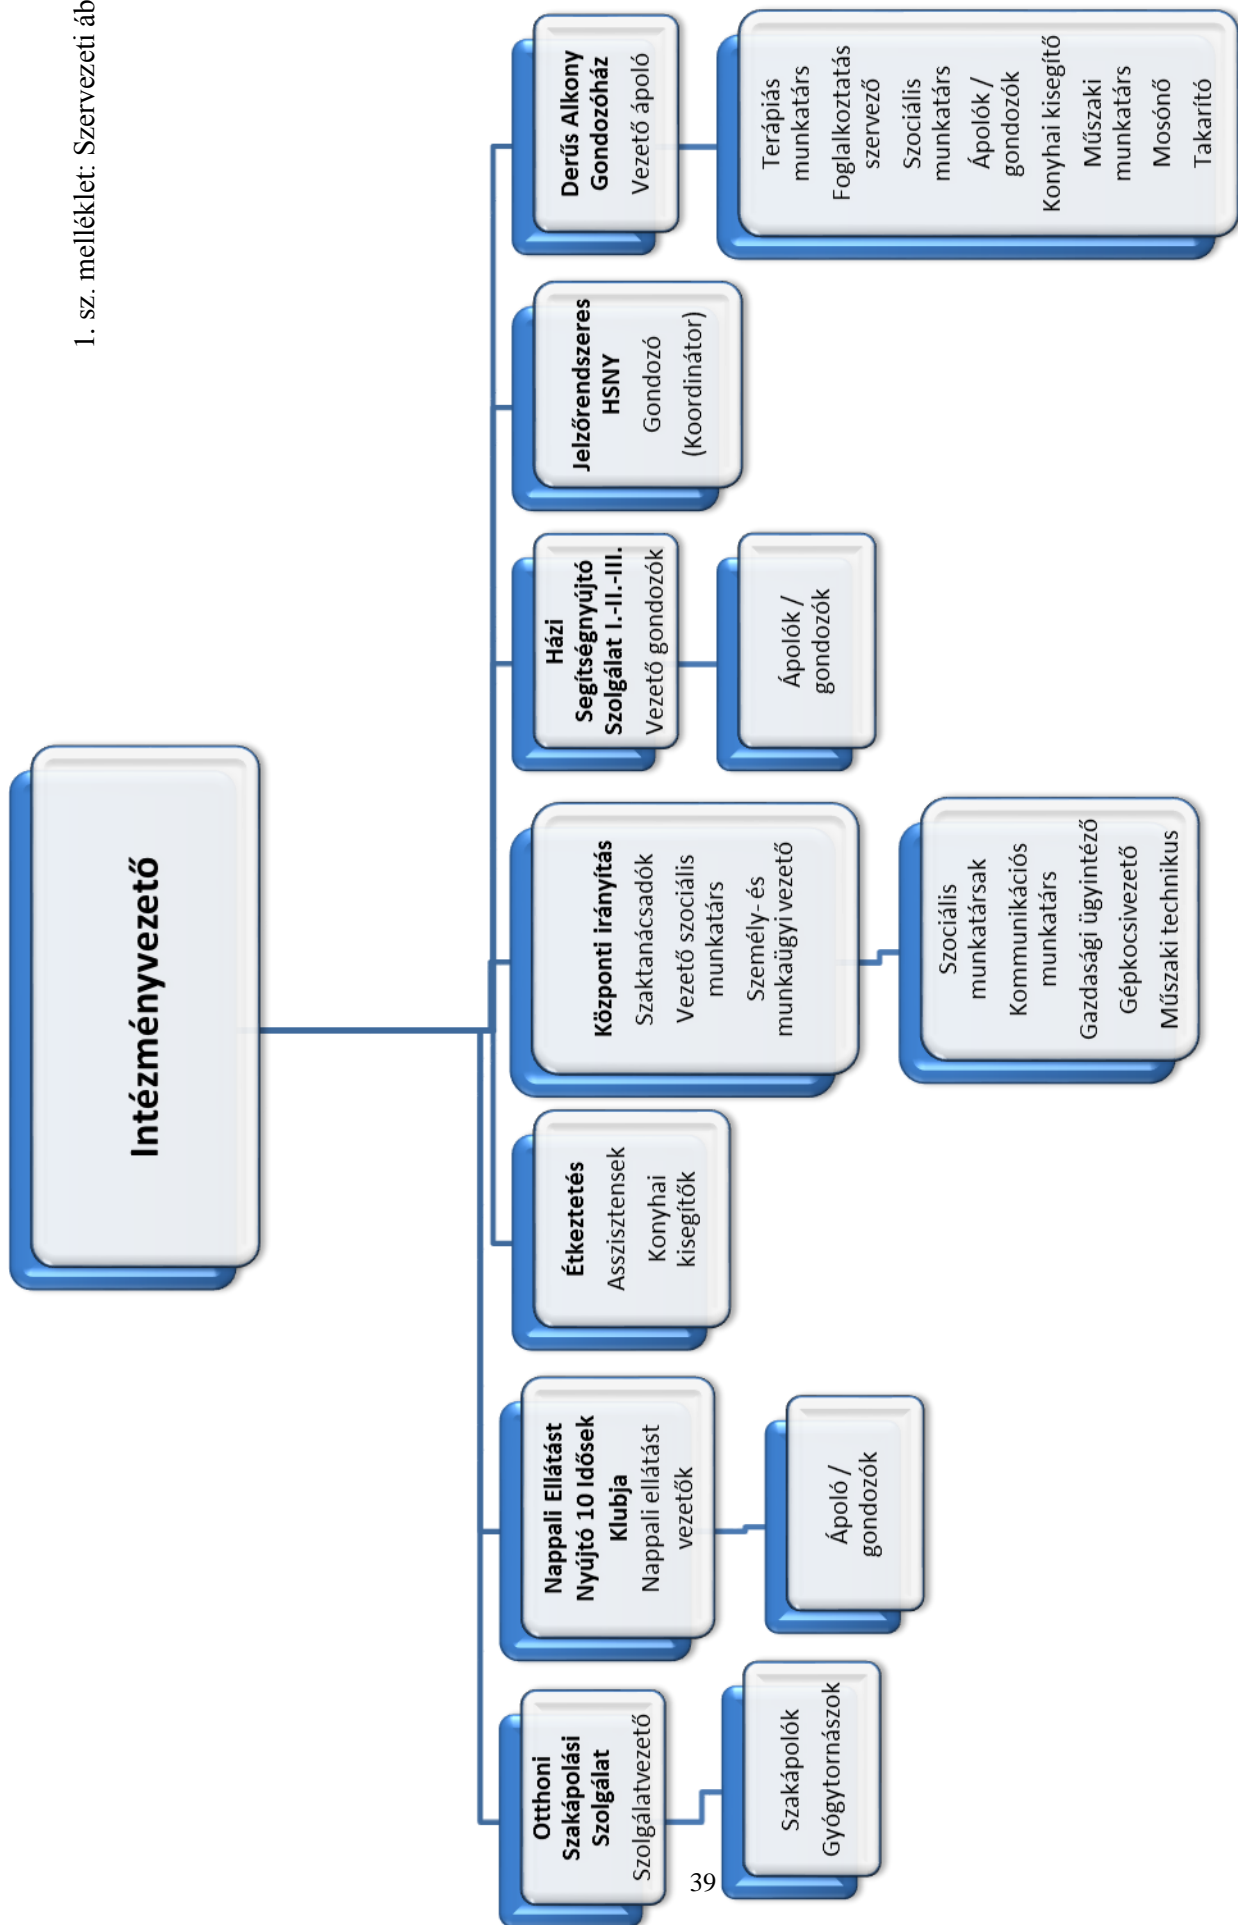 1. sz. melléklet: Szervezeti áb
Intézményvezető
Otthoni
Szakápolási
Szolgálat
Szolgálatvezető
Szakápolók
Gyógytornászok
Nappali Ellátást
Nyújtó 10 Idősek
Klubja
Nappali ellátást
vezetők
Ápoló /
gondozók
Étkeztetés
Asszisztensek
Konyhai
kisegítők
Központi irányítás
Szaktanácsadók
Vezető szociális
munkatárs
Személy- és
munkaügyi vezető
Szociális
munkatársak
Kommunikációs
munkatárs
Gazdasági ügyintéző
Gépkocsivezető
Műszaki technikus
Házi
Segítségnyújtó
Szolgálat I.-II.-III.
Vezető gondozók
Ápolók /
gondozók
Jelzőrendszeres
HSNY
Gondozó
(Koordinátor)
Derűs Alkony
Gondozóház
Vezető ápoló
Terápiás
munkatárs
Foglalkoztatás
szervező
Szociális
munkatárs
Ápolók /
gondozók
Konyhai kisegítő
Műszaki
munkatárs
Mosónő
Takarító
39